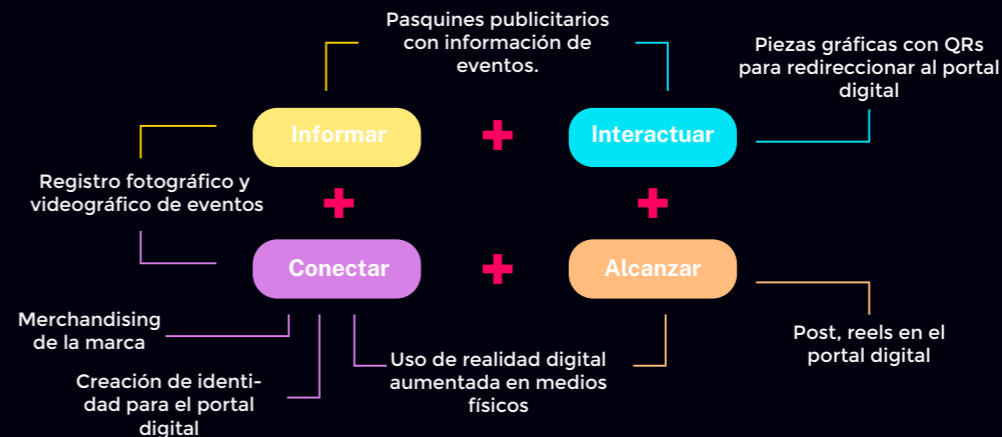 Pasquines publicitarios
con información de
eventos.
Piezas gráficas con QRs
para redireccionar al portal
digital
Informar
Interactuar
Registro fotográfico y
videográfico de eventos
Conectar
Alcanzar
Merchandising
de la marca
Creación de identi-
dad para el portal
digital
Uso de realidad digital
aumentada en medios
físicos
Post, reels en el
portal digital